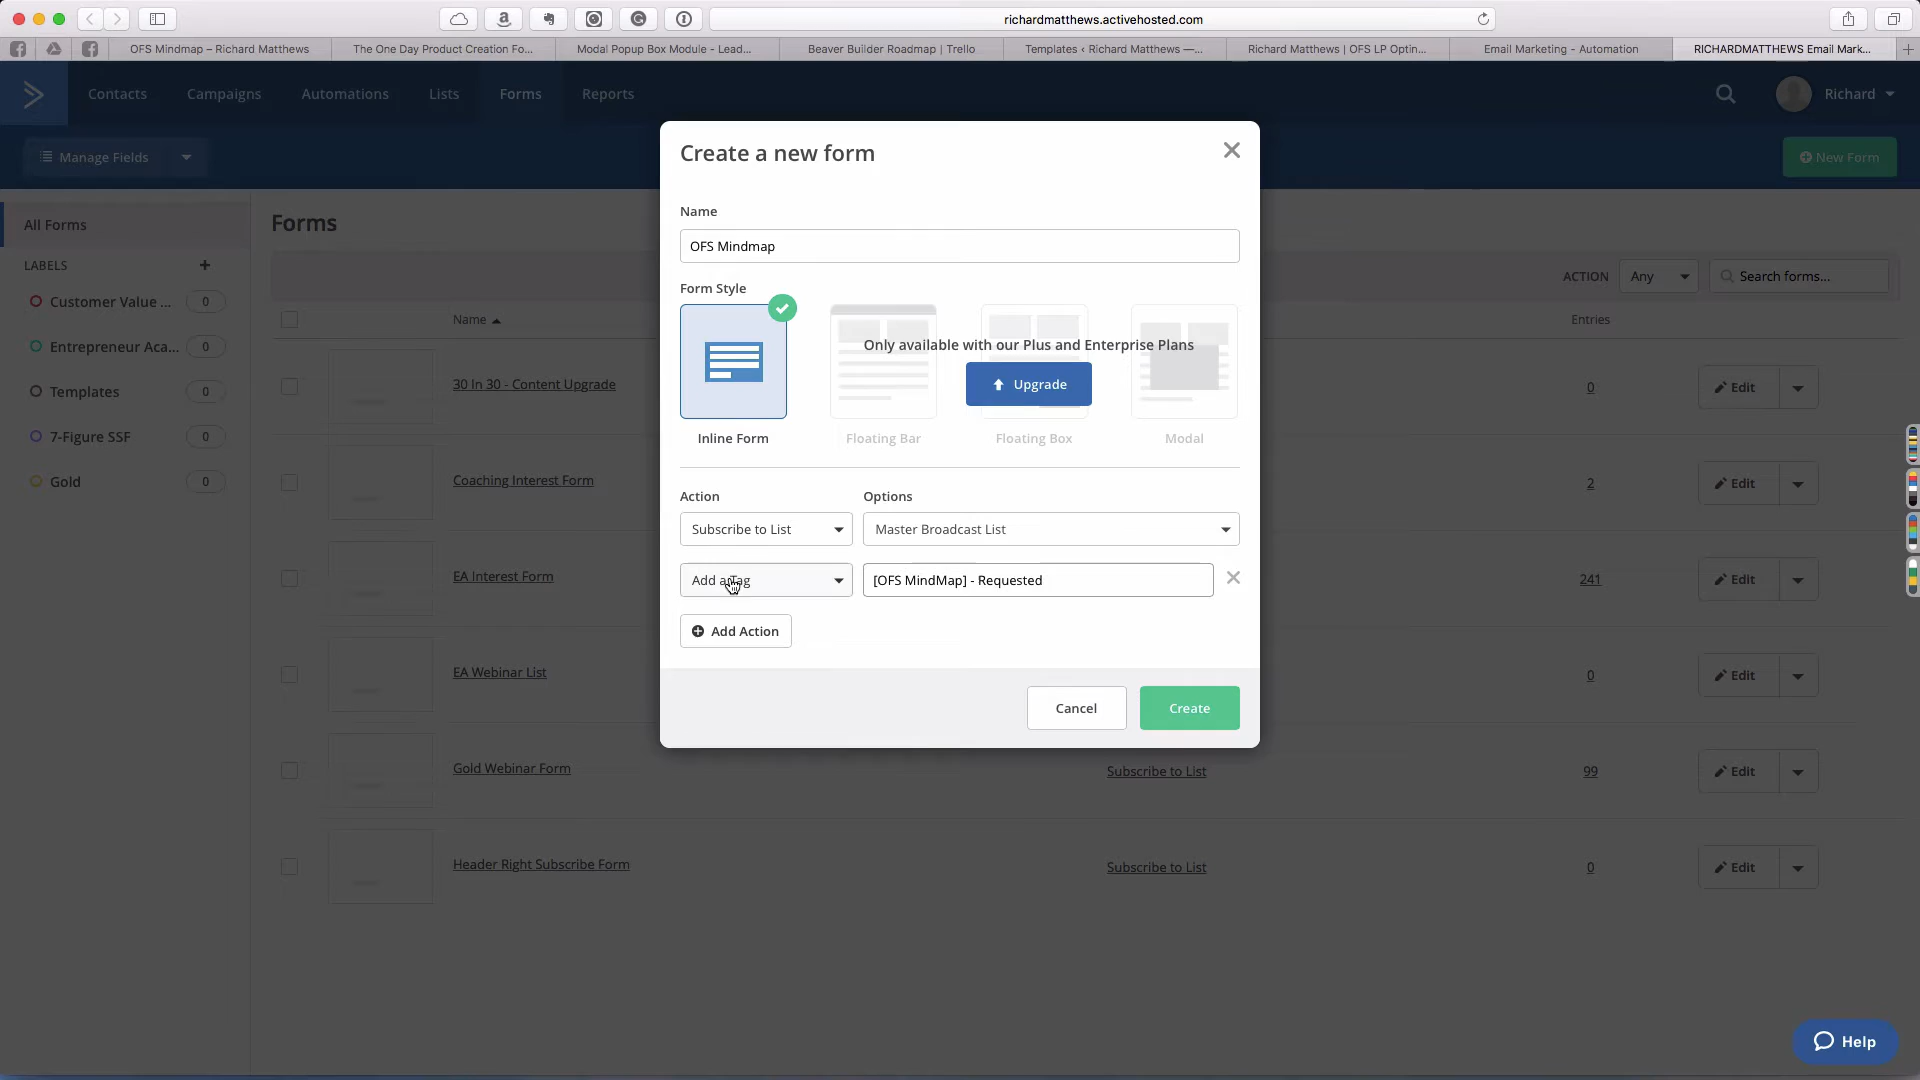 richardmatthews.activehosted.com
OFS Mindmap – Richard Matthews
The One Day Product Creation Fo...
Modal Popup Box Module - Lead...
Beaver Builder Roadmap | Trello
Templates ‹ Richard Matthews —...
Richard Matthews | OFS LP Optin...
Email Marketing - Automation
RICHARDMATTHEWS Email Mark...
Contacts
Campaigns
Automations
Lists
Forms
Reports
Richard
Manage Fields
New Form
Create a new form
All Forms
Forms
LABELS
Customer Value ... 0
Entrepreneur Aca... 0
Templates 0
7-Figure SSF 0
Gold 0
ACTION Any Search forms...
Name Entries
30 In 30 - Content Upgrade 0 Edit
Coaching Interest Form 2 Edit
EA Interest Form 241 Edit
EA Webinar List 0 Edit
Gold Webinar Form Subscribe to List 99 Edit
Header Right Subscribe Form Subscribe to List 0 Edit
Name
OFS Mindmap
Form Style
Only available with our Plus and Enterprise Plans
Upgrade
Inline Form
Floating Bar
Floating Box
Modal
Action Options
Subscribe to List Master Broadcast List
Add a Tag [OFS MindMap] - Requested
Add Action
Cancel
Create
Help